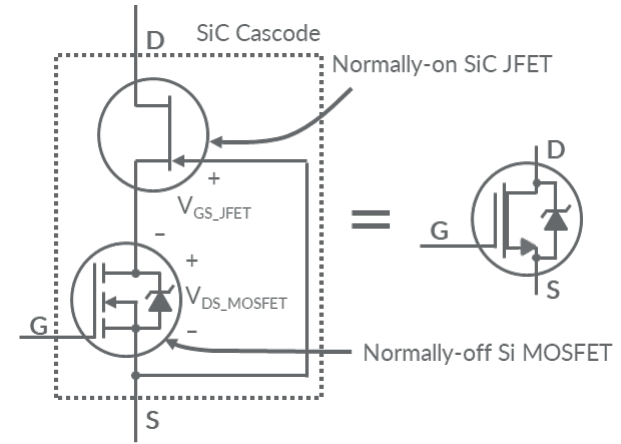 D
SiC Cascode
Normally-on SiC JFET
+
V_GS_JFET
-
+
V_DS_MOSFET
-
G
S
Normally-off Si MOSFET
=
D
G
S